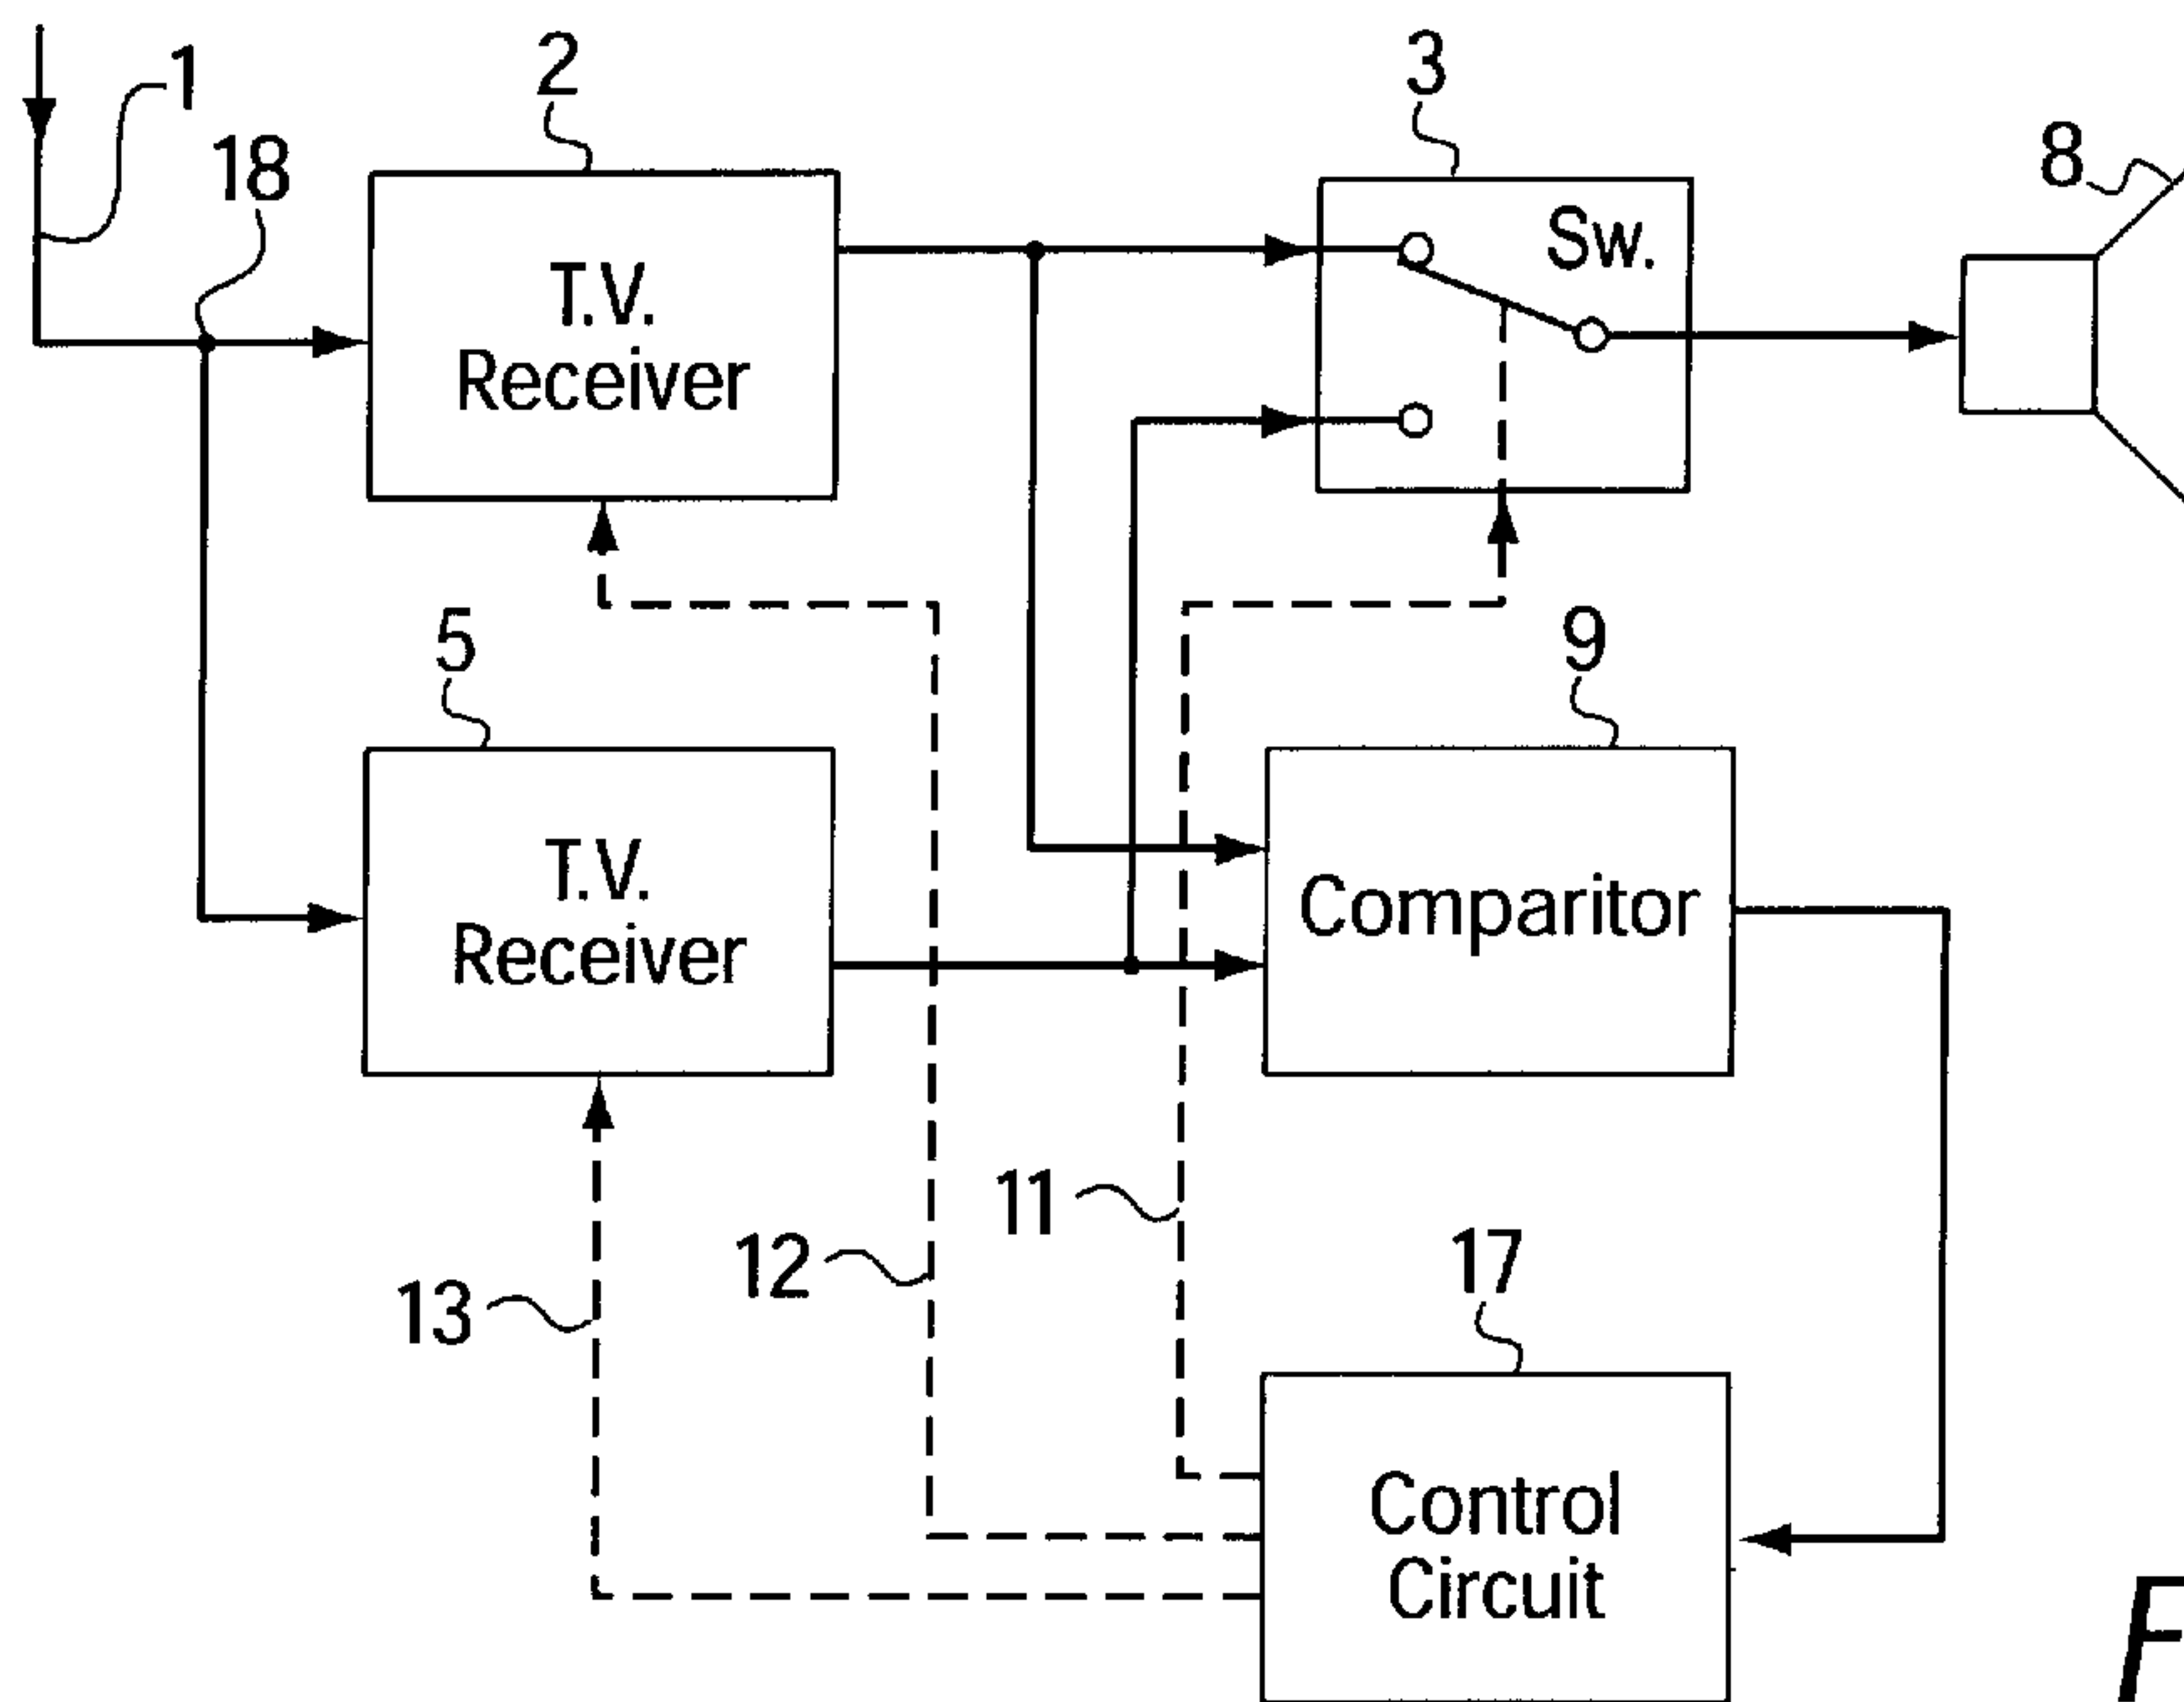 1
2
3
8
18
Sw.
T.V.
Receiver
5
9
T.V.
Receiver
Comparitor
11
12
13
17
Control
Circuit
F